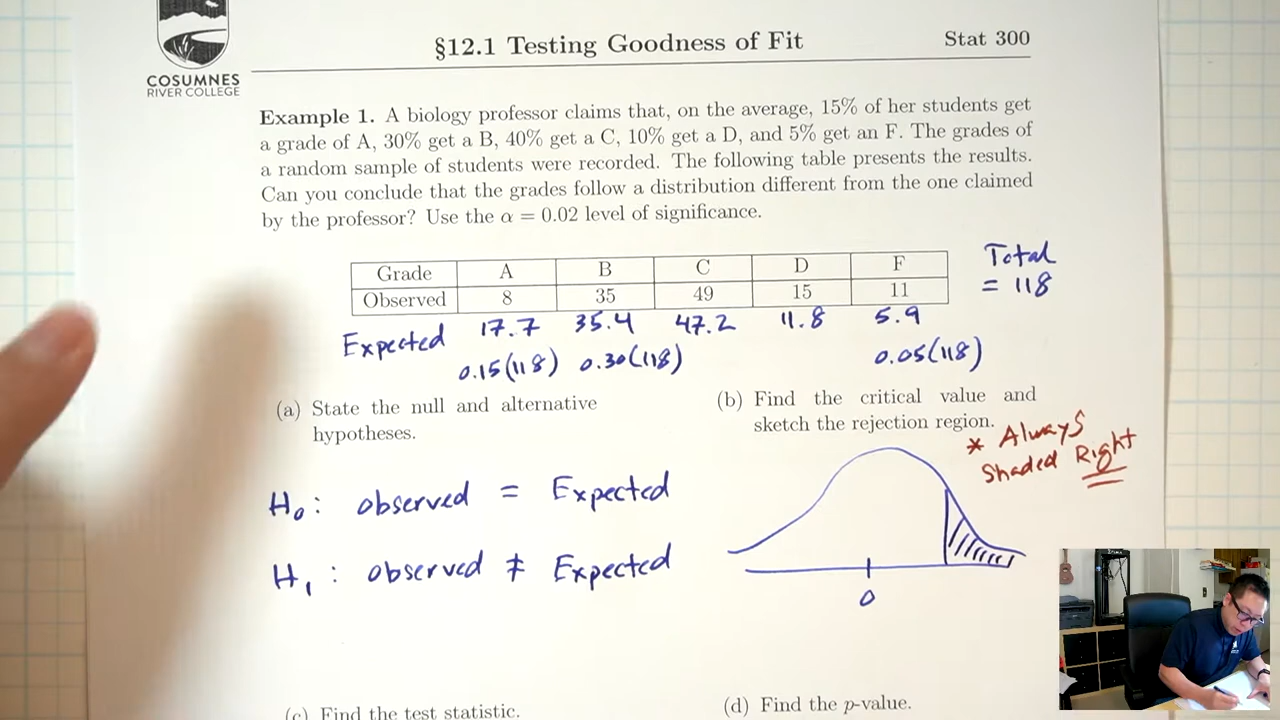 COSUMNES
RIVER COLLEGE
§12.1 Testing Goodness of Fit
Stat 300
Example 1. A biology professor claims that, on the average, 15% of her students get
a grade of A, 30% get a B, 40% get a C, 10% get a D, and 5% get an F. The grades of
a random sample of students were recorded. The following table presents the results.
Can you conclude that the grades follow a distribution different from the one claimed
by the professor? Use the α = 0.02 level of significance.
Grade A B C D F
Observed 8 35 49 15 11
Total
= 118
Expected 17.7 35.4 47.2 11.8 5.9
0.15(118) 0.30(118) 0.05(118)
(a) State the null and alternative
hypotheses.
H₀: observed = Expected
H₁: observed ≠ Expected
(b) Find the critical value and
sketch the rejection region.
* Always
Shaded Right
0
(c) Find the test statistic.
(d) Find the p-value.